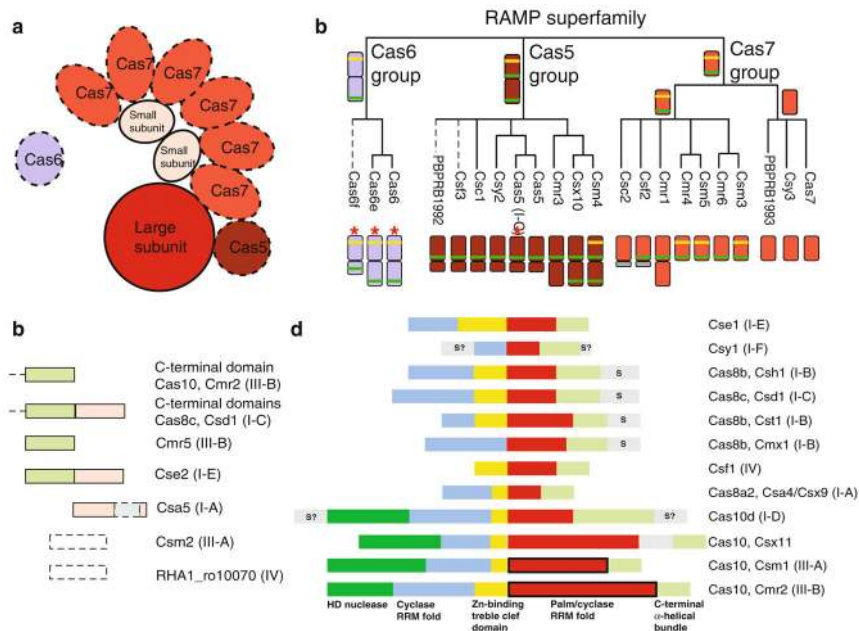 a
Cas7
Cas7
Cas7
Cas7
Cas7
Cas7
Small
subunit
Small
subunit
Cas6
Large
subunit
Cas5
b
RAMP superfamily
Cas6
group
Cas5
group
Cas7
group
Cas6f
Cas6e
Cas6
PBPRB1992
Csf3
Csc1
Csy2
Cas5 (I-C)
Cas5
Cmr3
Csx10
Csm4
Csc2
Csf2
Cmr1
Cmr4
Csm5
Cmr6
Csm3
PBPRB1993
Csy3
Cas7
b
C-terminal domain
Cas10, Cmr2 (III-B)
C-terminal domains
Cas8c, Csd1 (I-C)
Cmr5 (III-B)
Cse2 (I-E)
Csa5 (I-A)
Csm2 (III-A)
RHA1_ro10070 (IV)
d
Cse1 (I-E)
S?
S?
Csy1 (I-F)
S
Cas8b, Csh1 (I-B)
S
Cas8c, Csd1 (I-C)
S
Cas8b, Cst1 (I-B)
S
Cas8b, Cmx1 (I-B)
Csf1 (IV)
Cas8a2, Csa4/Csx9 (I-A)
S?
S?
Cas10d (I-D)
Cas10, Csx11
Cas10, Csm1 (III-A)
Cas10, Cmr2 (III-B)
HD nuclease
Cyclase
RRM fold
Zn-binding
treble clef
domain
Palm/cyclase
RRM fold
C-terminal
α-helical
bundle